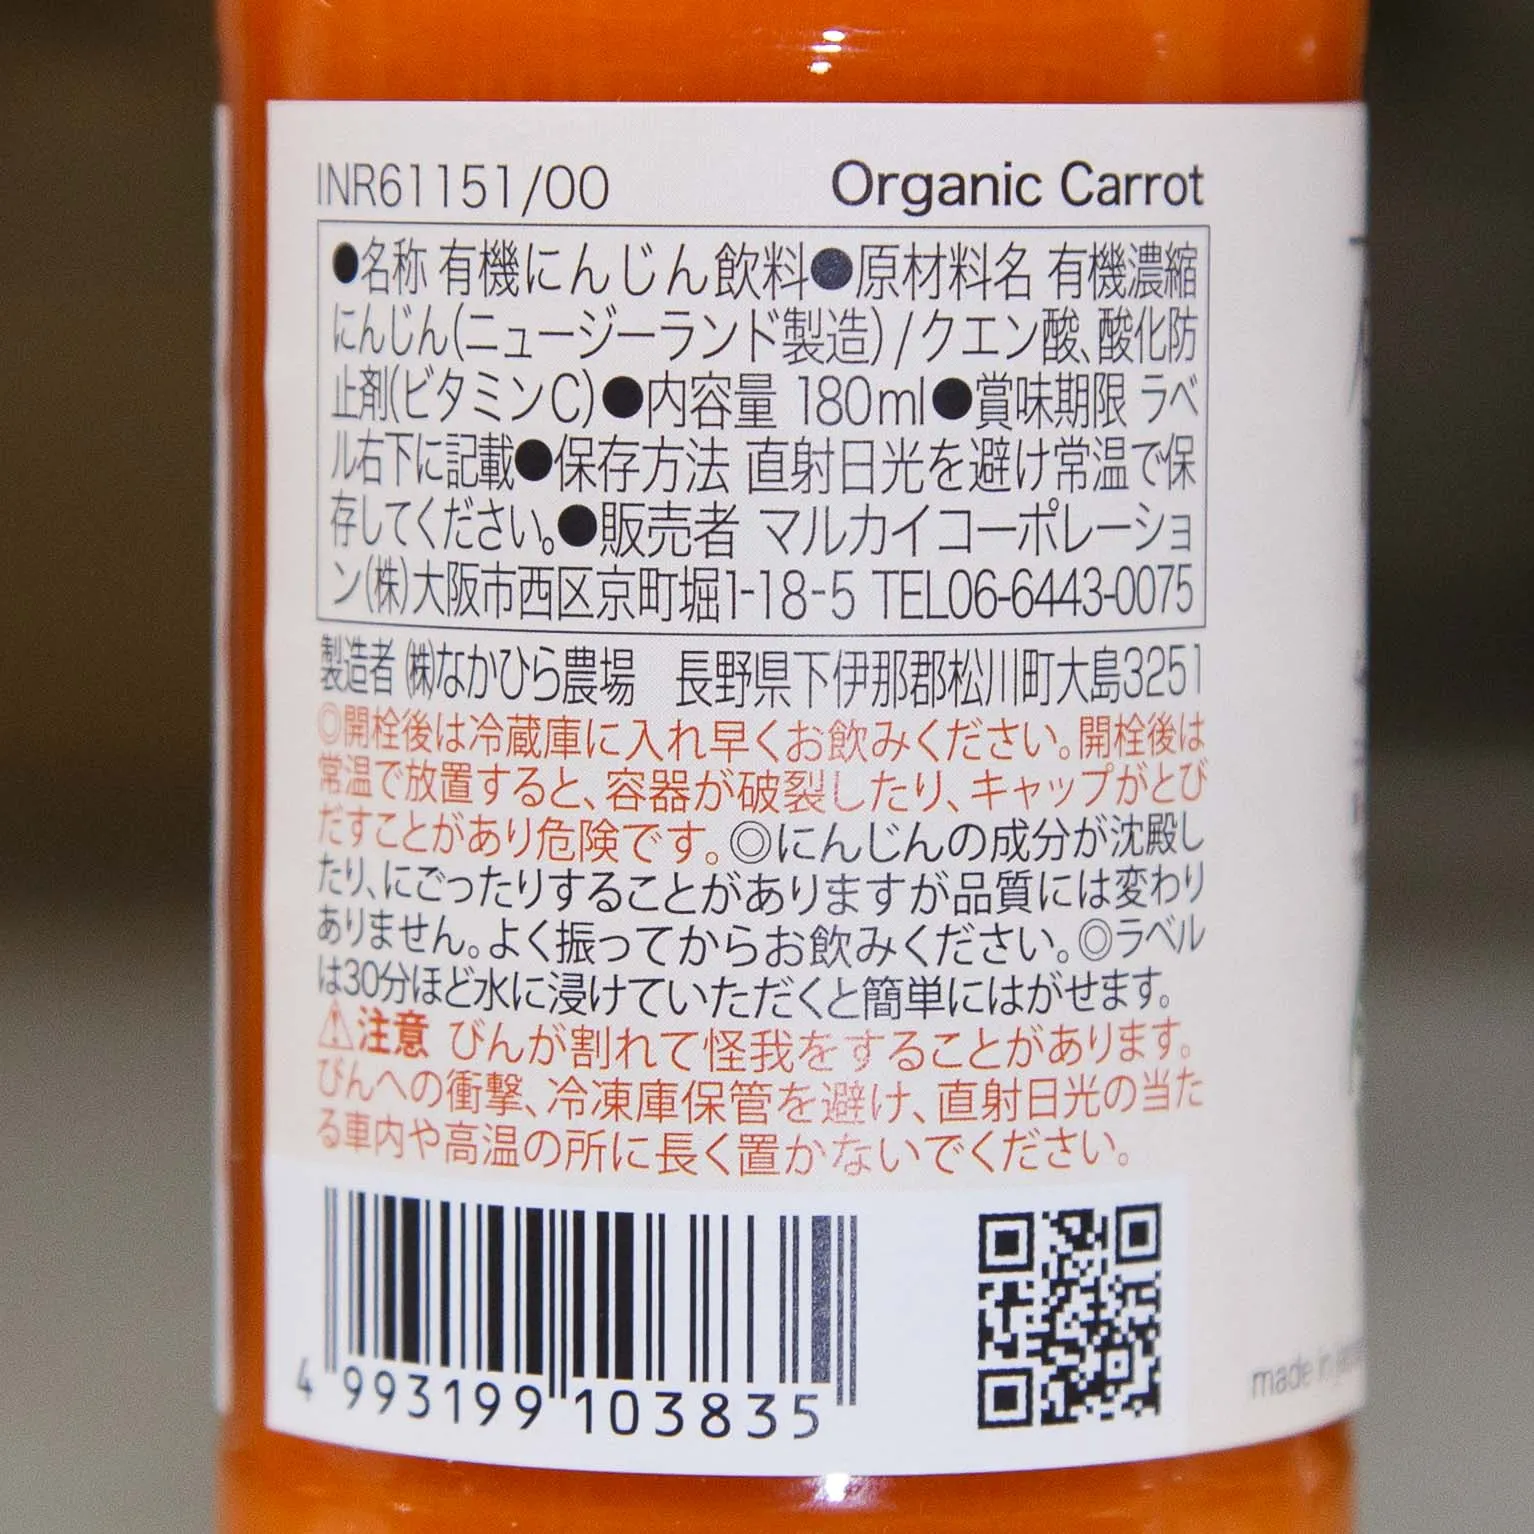 INR61151/00
Organic Carrot
●名称 有機にんじん飲料●原材料名 有機濃縮
にんじん(ニュージーランド製造)/クエン酸、酸化防
止剤(ビタミンC)●内容量 180ml●賞味期限 ラベ
ル右下に記載●保存方法 直射日光を避け常温で保
存してください。●販売者 マルカイコーポレーショ
ン(株)大阪市西区京町堀1-18-5 TEL06-6443-0075
製造者 (株)なかひら農場 長野県下伊那郡松川町大島3251
◎開栓後は冷蔵庫に入れ早くお飲みください。開栓後は
常温で放置すると、容器が破裂したり、キャップがとび
だすことがあり危険です。◎にんじんの成分が沈殿し
たり、にごったりすることがありますが品質には変わり
ありません。よく振ってからお飲みください。◎ラベル
は30分ほど水に浸けていただくと簡単にはがせます。
⚠注意 びんが割れて怪我をすることがあります。
びんへの衝撃、冷凍庫保管を避け、直射日光の当た
る車内や高温の所に長く置かないでください。
4 993199 103835
made in